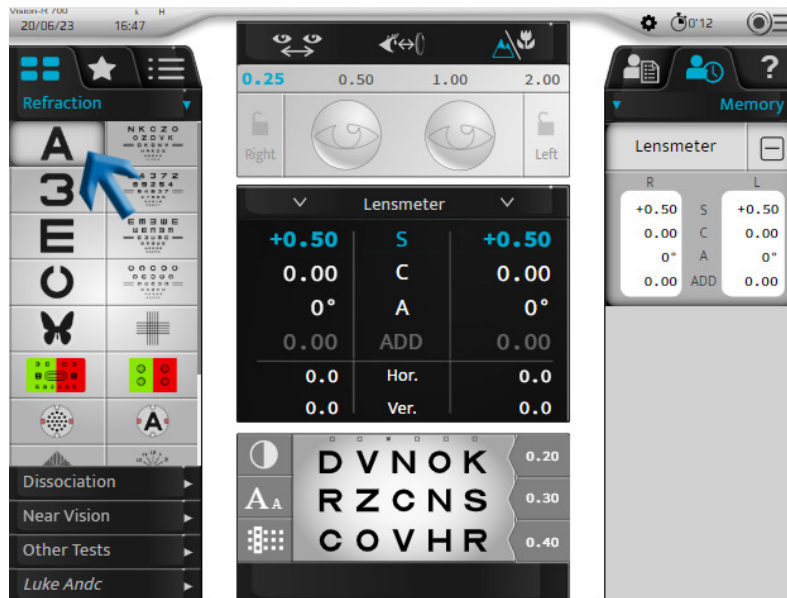 Vision-R 700
20/06/23 16:47
0'12
Refraction
A
N K C Z O
O Z D V K
3
E
A
Dissociation
Near Vision
Other Tests
Luke Andc
0.25 0.50 1.00 2.00
Right Left
Lensmeter
+0.50 S +0.50
0.00 C 0.00
0° A 0°
0.00 ADD 0.00
0.0 Hor. 0.0
0.0 Ver. 0.0
D V N O K 0.20
A A R Z C N S 0.30
C O V H R 0.40
?
Memory
Lensmeter
R L
+0.50 S +0.50
0.00 C 0.00
0° A 0°
0.00 ADD 0.00